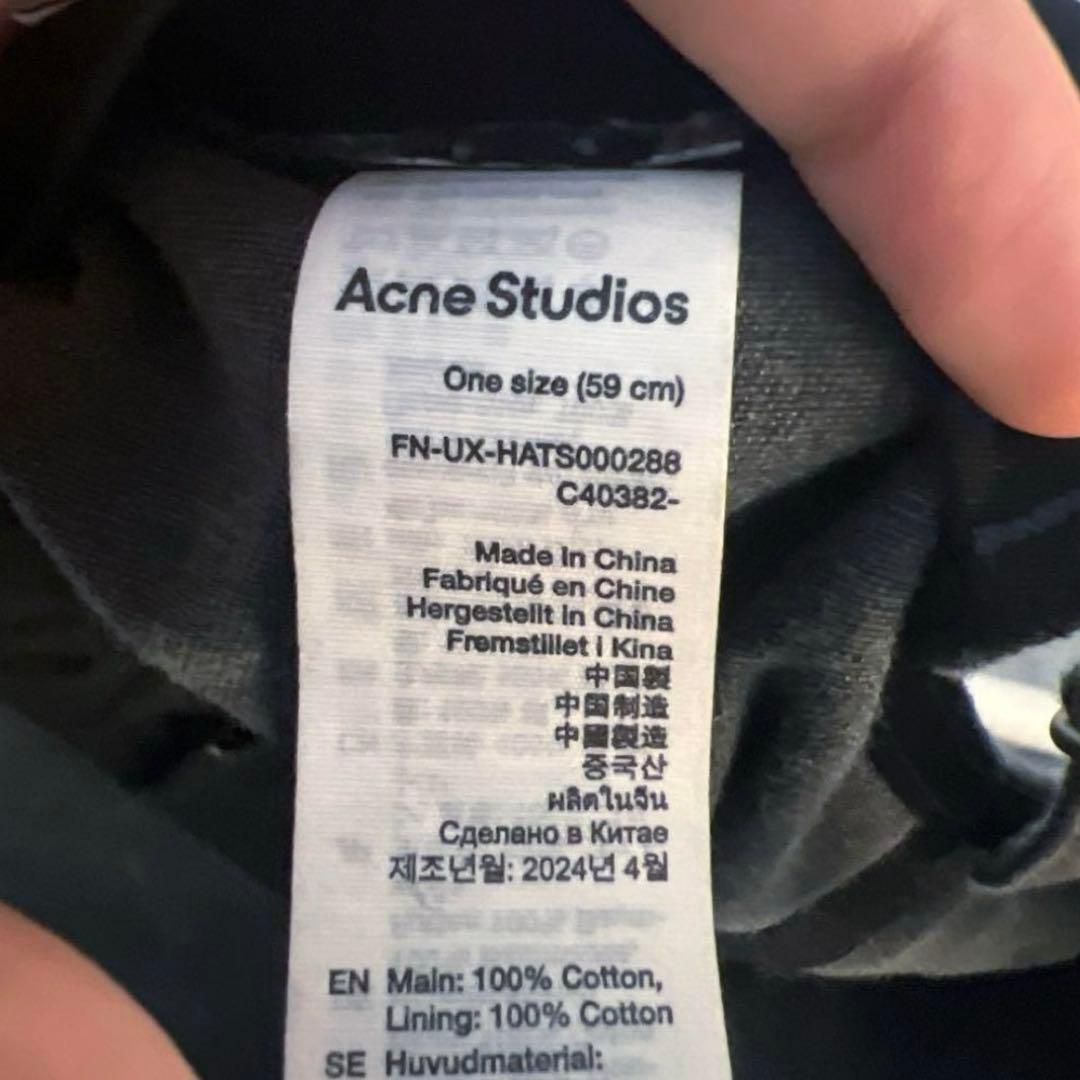 Acne Studios
One size (59 cm)
FN-UX-HATS000288
C40382-
Made in China
Fabriqué en Chine
Hergestellt in China
Fremstillet i Kina
中国製
中国制造
中國製造
중국산
ผลิตในจีน
Сделано в Китае
제조년월: 2024년 4월
EN Main: 100% Cotton,
Lining: 100% Cotton
SE Huvudmaterial: